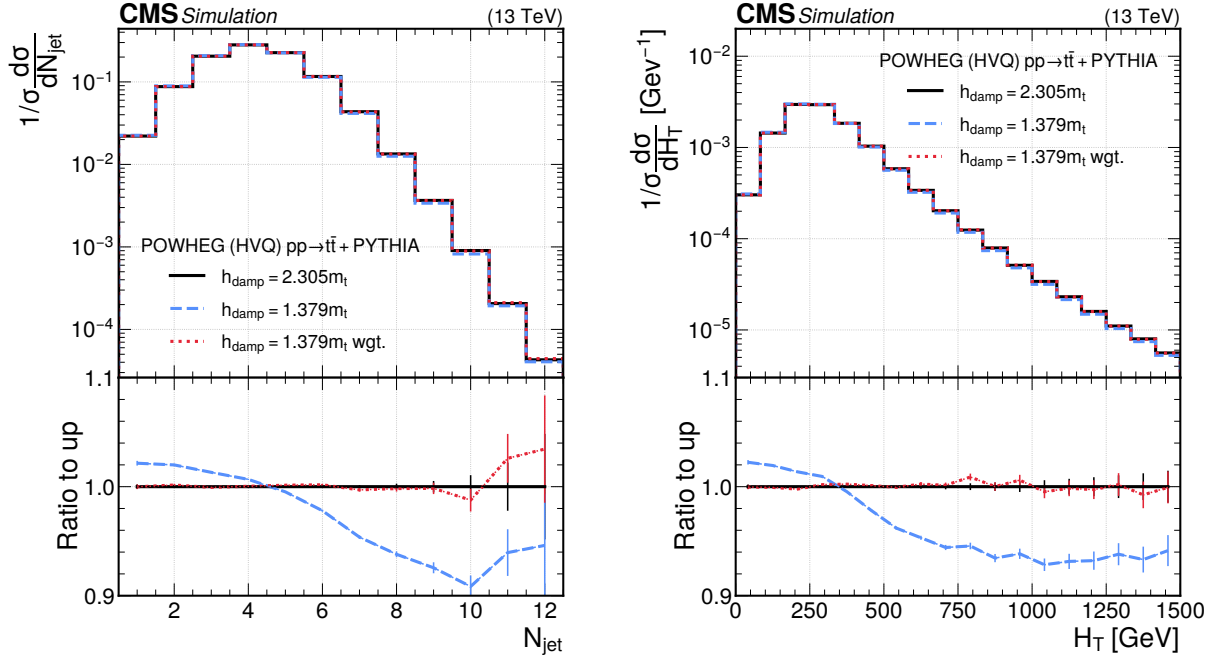 CMS Simulation (13 TeV)
1/σ dσ/dN_jet
10⁻¹
10⁻²
10⁻³
10⁻⁴
POWHEG (HVQ) pp→tt̄ + PYTHIA
h_damp = 2.305m_t
h_damp = 1.379m_t
h_damp = 1.379m_t wgt.
Ratio to up
1.1
1.0
0.9
2 4 6 8 10 12
N_jet
CMS Simulation (13 TeV)
1/σ dσ/dH_T [Gev⁻¹]
10⁻²
10⁻³
10⁻⁴
10⁻⁵
POWHEG (HVQ) pp→tt̄ + PYTHIA
h_damp = 2.305m_t
h_damp = 1.379m_t
h_damp = 1.379m_t wgt.
Ratio to up
1.1
1.0
0.9
0 250 500 750 1000 1250 1500
H_T [GeV]